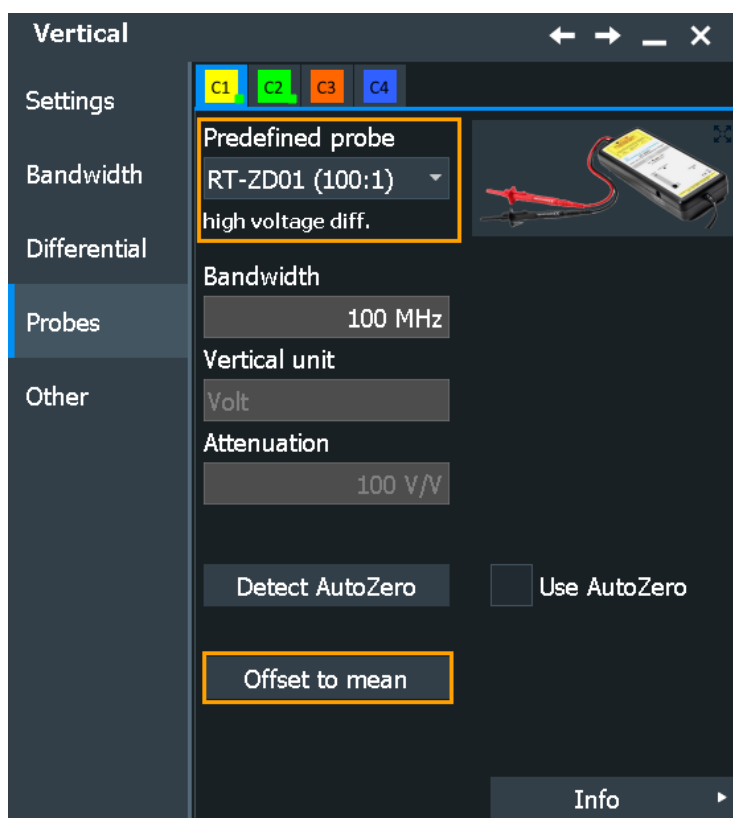 Vertical
Settings
Bandwidth
Differential
Probes
Other
C1 C2 C3 C4
Predefined probe
RT-ZD01 (100:1)
high voltage diff.
Bandwidth
100 MHz
Vertical unit
Volt
Attenuation
100 V/V
Detect AutoZero
Use AutoZero
Offset to mean
Info